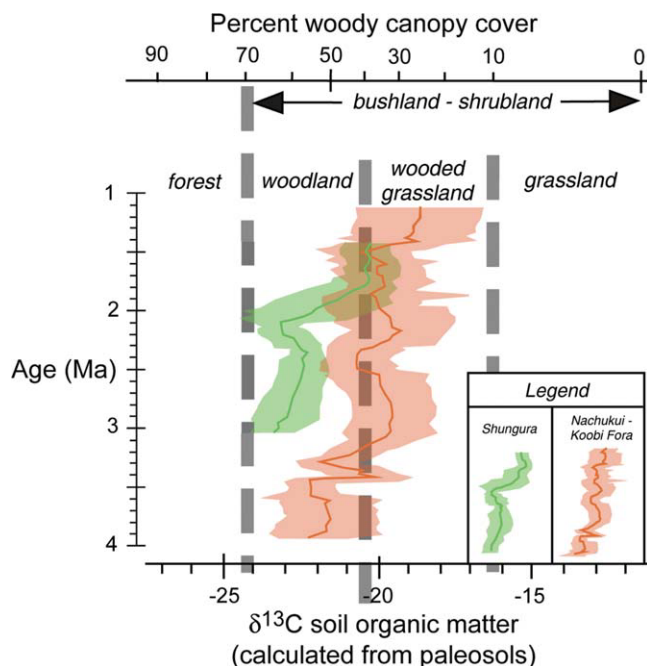 Percent woody canopy cover
90 70 50 30 10 0
bushland - shrubland
forest woodland wooded grassland grassland
1
2
Age (Ma)
3
4
Legend
Shungura
Nachukui -
Koobi Fora
-25 -20 -15
δ13C soil organic matter
(calculated from paleosols)